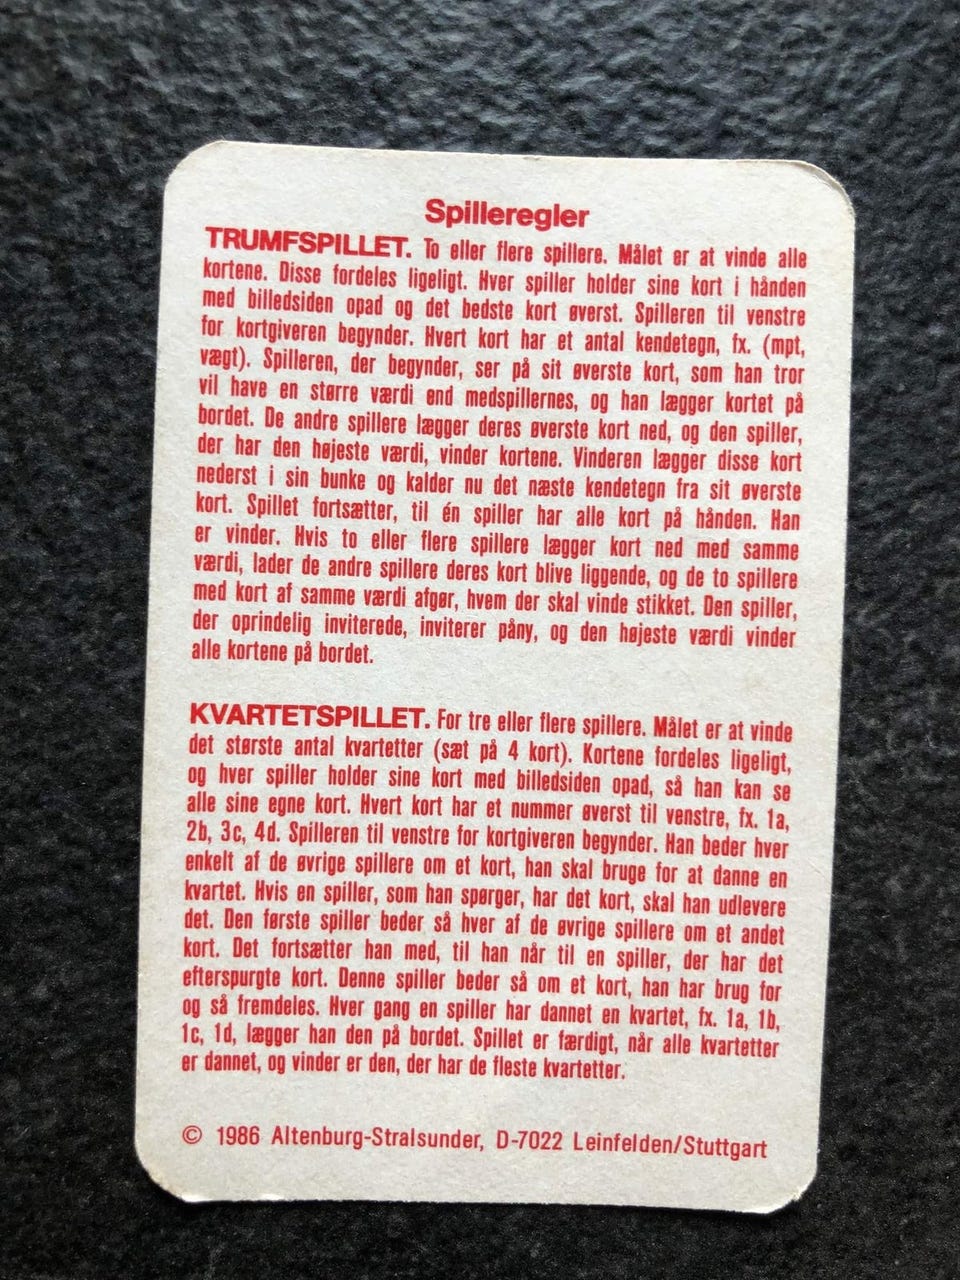 Spilleregler
TRUMFSPILLET. To eller flere spillere. Målet er at vinde alle
kortene. Disse fordeles ligeligt. Hver spiller holder sine kort i hånden
med billedsiden opad og det bedste kort øverst. Spilleren til venstre
for kortgiveren begynder. Hvert kort har et antal kendetegn, fx. (mpt,
vægt). Spilleren, der begynder, ser på sit øverste kort, som han tror
vil have en større værdi end medspillernes, og han lægger kortet på
bordet. De andre spillere lægger deres øverste kort ned, og den spiller,
der har den højeste værdi, vinder kortene. Vinderen lægger disse kort
nederst i sin bunke og kalder nu det næste kendetegn fra sit øverste
kort. Spillet fortsætter, til én spiller har alle kort på hånden. Han
er vinder. Hvis to eller flere spillere lægger kort ned med samme
værdi, lader de andre spillere deres kort blive liggende, og de to spillere
med kort af samme værdi afgør, hvem der skal vinde stikket. Den spiller,
der oprindelig inviterede, inviterer påny, og den højeste værdi vinder
alle kortene på bordet.
KVARTETSPILLET. For tre eller flere spillere. Målet er at vinde
det største antal kvartetter (sæt på 4 kort). Kortene fordeles ligeligt,
og hver spiller holder sine kort med billedsiden opad, så han kan se
alle sine egne kort. Hvert kort har et nummer øverst til venstre, fx. 1a,
2b, 3c, 4d. Spilleren til venstre for kortgiveren begynder. Han beder hver
enkelt af de øvrige spillere om et kort, han skal bruge for at danne en
kvartet. Hvis en spiller, som han spørger, har det kort, skal han udlevere
det. Den første spiller beder så hver af de øvrige spillere om et andet
kort. Det fortsætter han med, til han når til en spiller, der har det
efterspurgte kort. Denne spiller beder så om et kort, han har brug for
og så fremdeles. Hver gang en spiller har dannet en kvartet, fx. 1a, 1b,
1c, 1d, lægger han den på bordet. Spillet er færdigt, når alle kvartetter
er dannet, og vinder er den, der har de fleste kvartetter.
© 1986 Altenburg-Stralsunder, D-7022 Leinfelden/Stuttgart